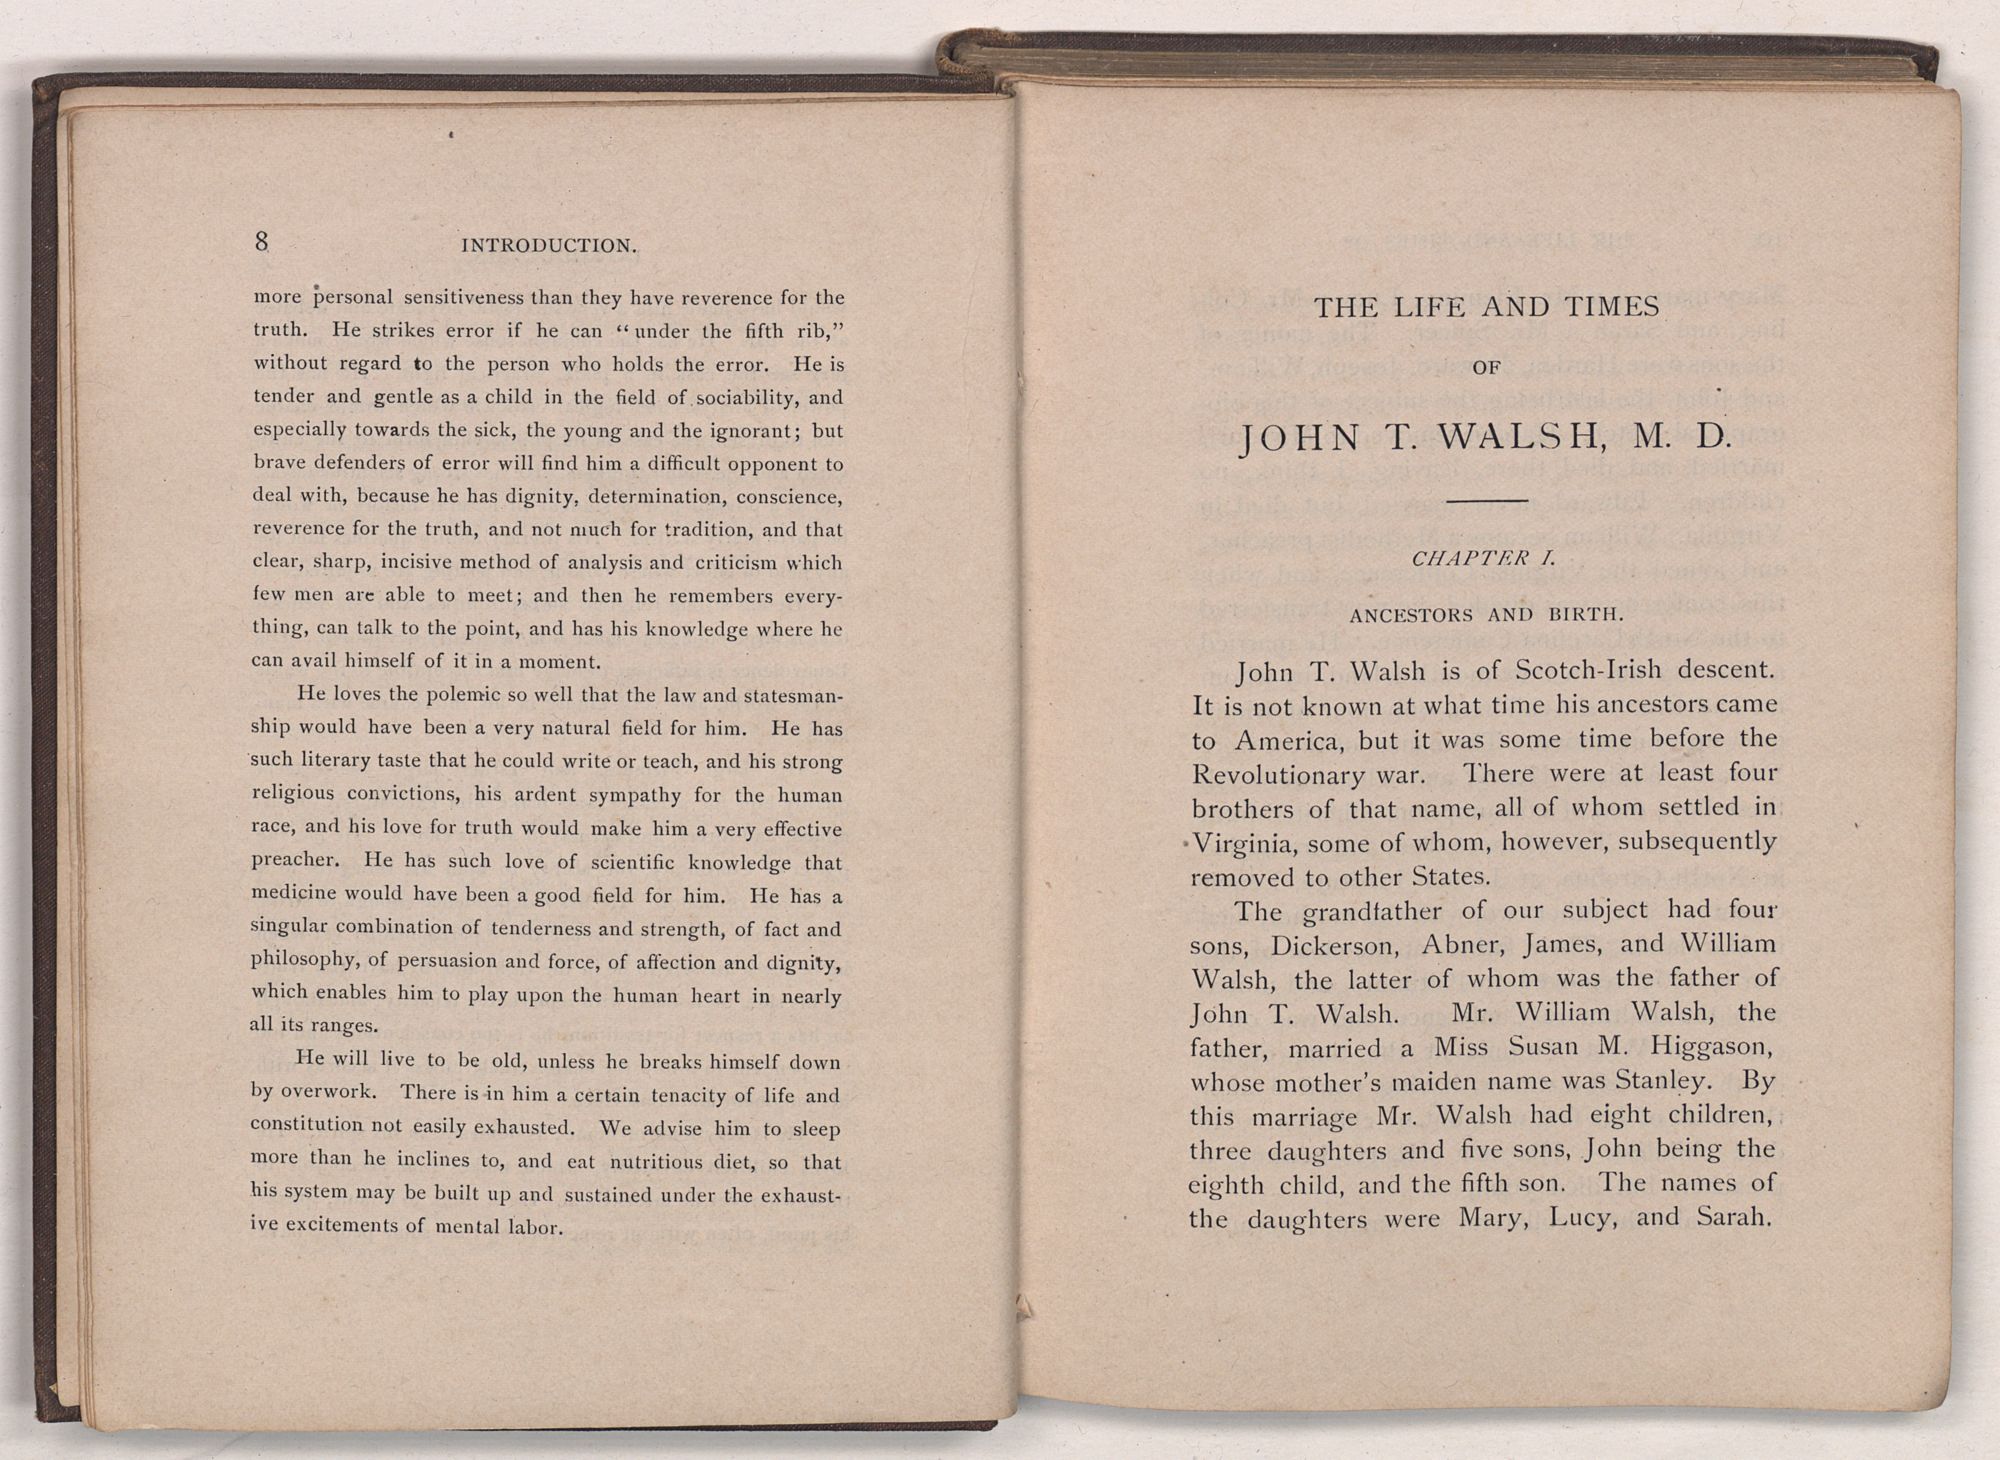 8 INTRODUCTION.
more personal sensitiveness than they have reverence for the
truth. He strikes error if he can “under the fifth rib,”
without regard to the person who holds the error. He is
tender and gentle as a child in the field of sociability, and
especially towards the sick, the young and the ignorant; but
brave defenders of error will find him a difficult opponent to
deal with, because he has dignity, determination, conscience,
reverence for the truth, and not much for tradition, and that
clear, sharp, incisive method of analysis and criticism which
few men are able to meet; and then he remembers every-
thing, can talk to the point, and has his knowledge where he
can avail himself of it in a moment.
He loves the polemic so well that the law and statesman-
ship would have been a very natural field for him. He has
such literary taste that he could write or teach, and his strong
religious convictions, his ardent sympathy for the human
race, and his love for truth would make him a very effective
preacher. He has such love of scientific knowledge that
medicine would have been a good field for him. He has a
singular combination of tenderness and strength, of fact and
philosophy, of persuasion and force, of affection and dignity,
which enables him to play upon the human heart in nearly
all its ranges.
He will live to be old, unless he breaks himself down
by overwork. There is in him a certain tenacity of life and
constitution not easily exhausted. We advise him to sleep
more than he inclines to, and eat nutritious diet, so that
his system may be built up and sustained under the exhaust-
ive excitements of mental labor.
THE LIFE AND TIMES
OF
JOHN T. WALSH, M. D.
CHAPTER I.
ANCESTORS AND BIRTH.
John T. Walsh is of Scotch-Irish descent.
It is not known at what time his ancestors came
to America, but it was some time before the
Revolutionary war. There were at least four
brothers of that name, all of whom settled in
Virginia, some of whom, however, subsequently
removed to other States.
The grandfather of our subject had four
sons, Dickerson, Abner, James, and William
Walsh, the latter of whom was the father of
John T. Walsh. Mr. William Walsh, the
father, married a Miss Susan M. Higgason,
whose mother’s maiden name was Stanley. By
this marriage Mr. Walsh had eight children,
three daughters and five sons, John being the
eighth child, and the fifth son. The names of
the daughters were Mary, Lucy, and Sarah.